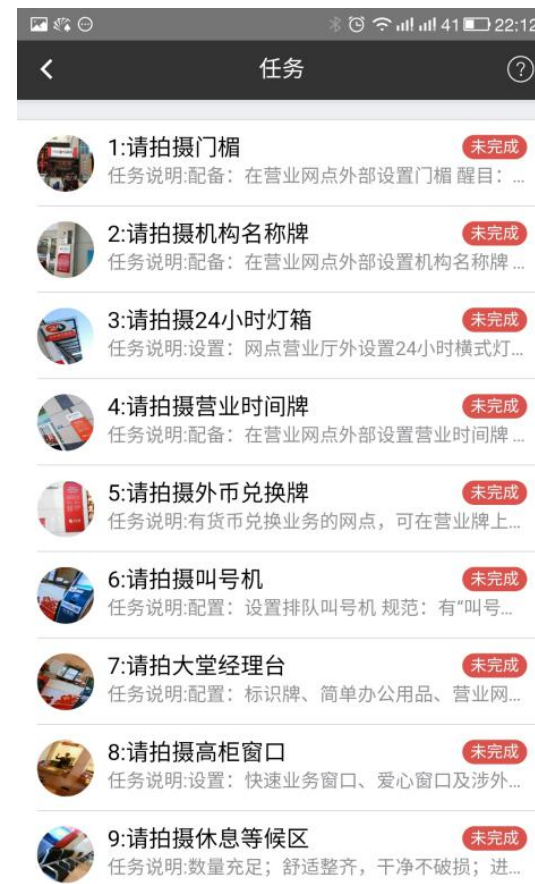 41 22:12
任务
?
1:请拍摄门楣
未完成
任务说明:配备：在营业网点外部设置门楣 醒目：...
2:请拍摄机构名称牌
未完成
任务说明:配备：在营业网点外部设置机构名称牌 ...
3:请拍摄24小时灯箱
未完成
任务说明:设置：网点营业厅外设置24小时横式灯...
4:请拍摄营业时间牌
未完成
任务说明:配备：在营业网点外部设置营业时间牌 ...
5:请拍摄外币兑换牌
未完成
任务说明:有货币兑换业务的网点，可在营业牌上...
6:请拍摄叫号机
未完成
任务说明:配置：设置排队叫号机 规范：有“叫号...
7:请拍大堂经理台
未完成
任务说明:配置：标识牌、简单办公用品、营业网...
8:请拍摄高柜窗口
未完成
任务说明:设置：快速业务窗口、爱心窗口及涉外...
9:请拍摄休息等候区
未完成
任务说明:数量充足；舒适整齐，干净不破损；进...